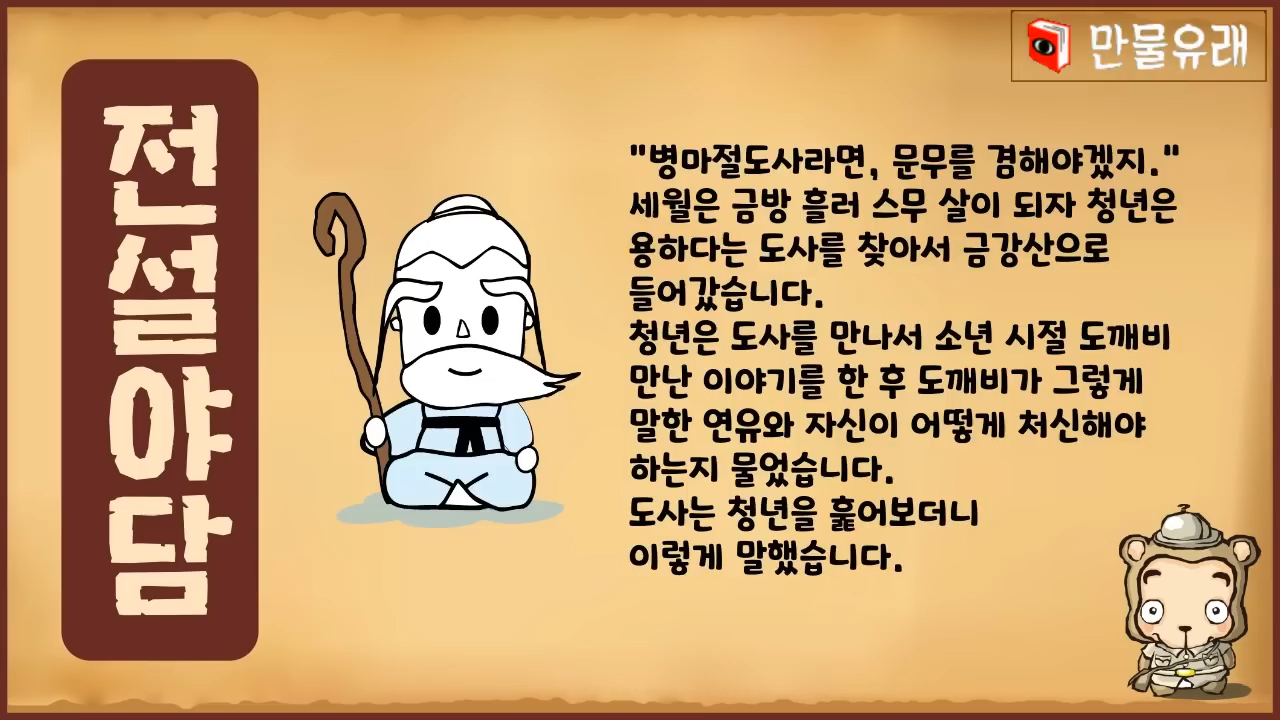 만물유래
전설야담
"병마절도사라면, 문무를 겸해야겠지."
세월은 금방 흘러 스무 살이 되자 청년은
용하다는 도사를 찾아서 금강산으로
들어갔습니다.
청년은 도사를 만나서 소년 시절 도깨비
만난 이야기를 한 후 도깨비가 그렇게
말한 연유와 자신이 어떻게 처신해야
하는지 물었습니다.
도사는 청년을 훑어보더니
이렇게 말했습니다.